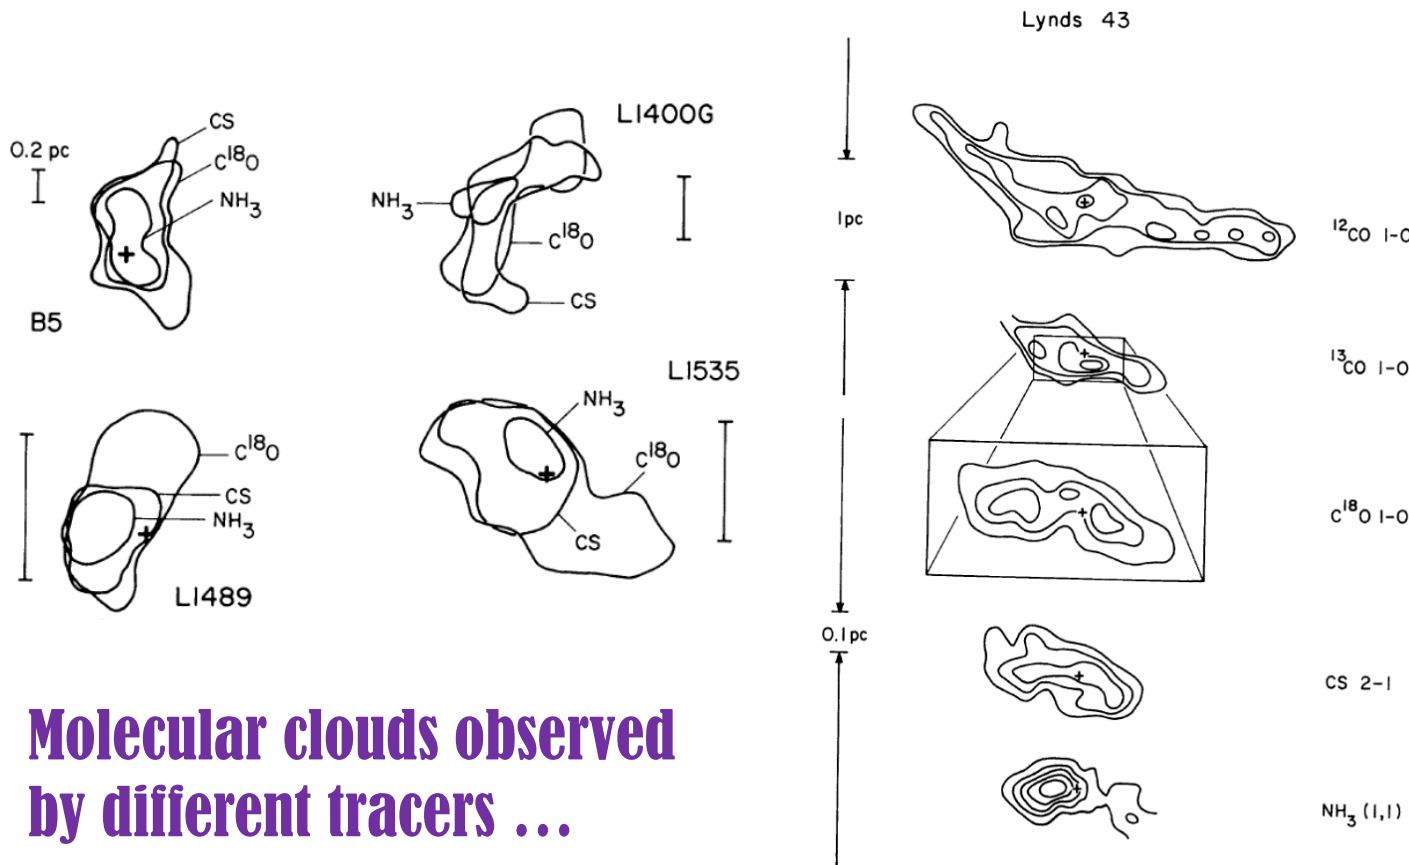 Lynds 43
L1400G
CS
0.2 pc
C18O
NH3
NH3
C18O
CS
B5
1pc
12CO 1-0
13CO 1-0
L1535
NH3
C18O
CS
C18O
CS
NH3
L1489
C18O 1-0
0.1pc
CS 2-1
NH3 (1,1)
Molecular clouds observed
by different tracers ...